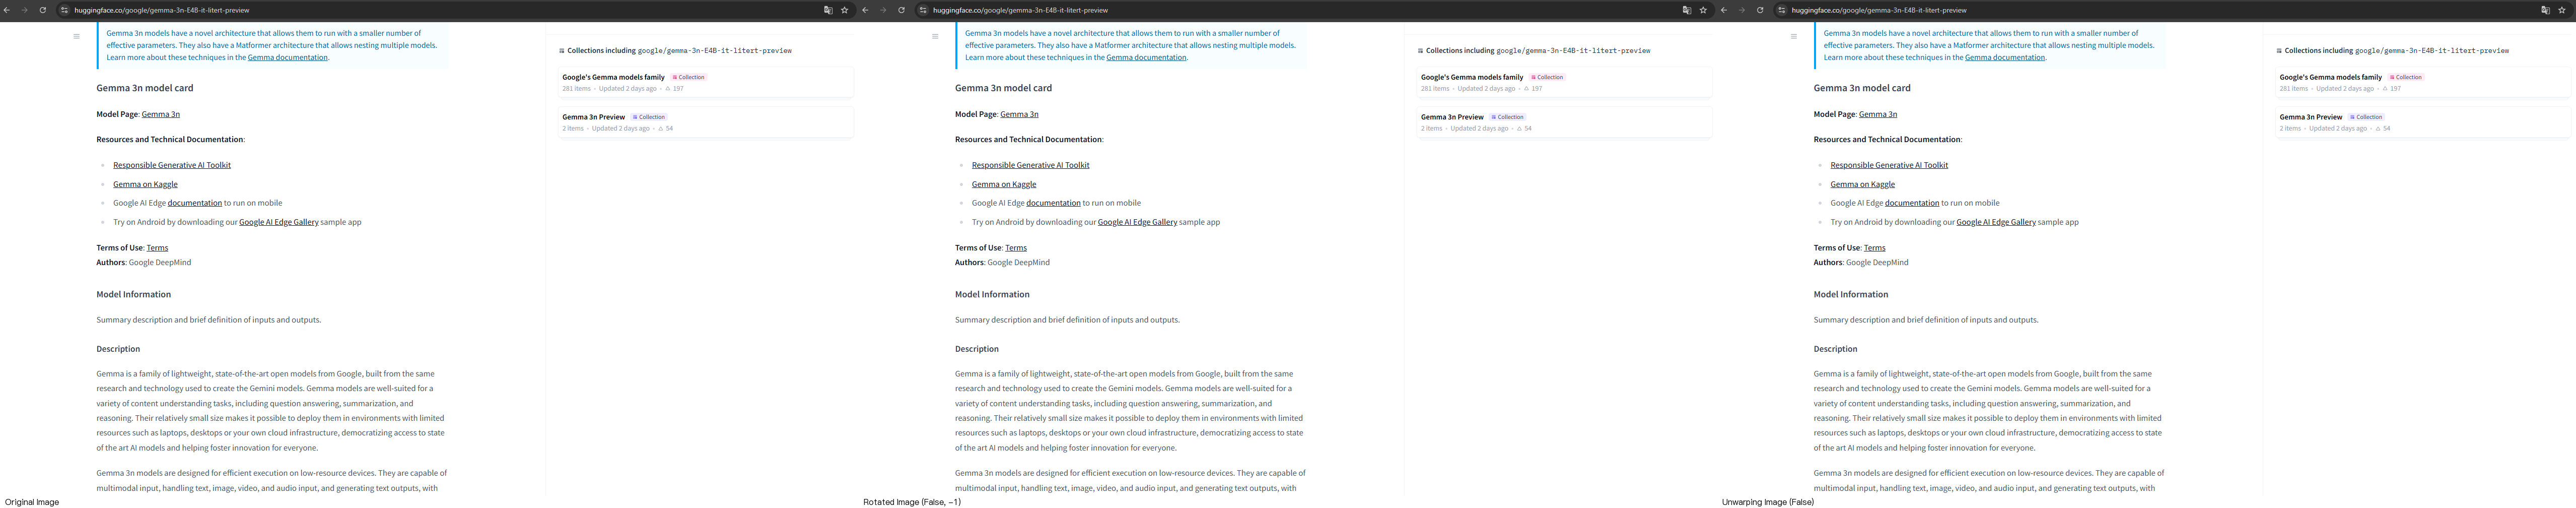 huggingface.co/google/gemma-3n-E4B-it-litert-preview
Gemma 3n models have a novel architecture that allows them to run with a smaller number of
effective parameters. They also have a Matformer architecture that allows nesting multiple models.
Learn more about these techniques in the Gemma documentation.
Gemma 3n model card
Model Page: Gemma 3n
Resources and Technical Documentation:
Responsible Generative AI Toolkit
Gemma on Kaggle
Google AI Edge documentation to run on mobile
Try on Android by downloading our Google AI Edge Gallery sample app
Terms of Use: Terms
Authors: Google DeepMind
Model Information
Summary description and brief definition of inputs and outputs.
Description
Gemma is a family of lightweight, state-of-the-art open models from Google, built from the same
research and technology used to create the Gemini models. Gemma models are well-suited for a
variety of content understanding tasks, including question answering, summarization, and
reasoning. Their relatively small size makes it possible to deploy them in environments with limited
resources such as laptops, desktops or your own cloud infrastructure, democratizing access to state
of the art AI models and helping foster innovation for everyone.
Gemma 3n models are designed for efficient execution on low-resource devices. They are capable of
multimodal input, handling text, image, video, and audio input, and generating text outputs, with
Collections including google/gemma-3n-E4B-it-litert-preview
Google's Gemma models family Collection
281 items • Updated 2 days ago • 197
Gemma 3n Preview Collection
2 items • Updated 2 days ago • 54
Original Image
huggingface.co/google/gemma-3n-E4B-it-litert-preview
Gemma 3n models have a novel architecture that allows them to run with a smaller number of
effective parameters. They also have a Matformer architecture that allows nesting multiple models.
Learn more about these techniques in the Gemma documentation.
Gemma 3n model card
Model Page: Gemma 3n
Resources and Technical Documentation:
Responsible Generative AI Toolkit
Gemma on Kaggle
Google AI Edge documentation to run on mobile
Try on Android by downloading our Google AI Edge Gallery sample app
Terms of Use: Terms
Authors: Google DeepMind
Model Information
Summary description and brief definition of inputs and outputs.
Description
Gemma is a family of lightweight, state-of-the-art open models from Google, built from the same
research and technology used to create the Gemini models. Gemma models are well-suited for a
variety of content understanding tasks, including question answering, summarization, and
reasoning. Their relatively small size makes it possible to deploy them in environments with limited
resources such as laptops, desktops or your own cloud infrastructure, democratizing access to state
of the art AI models and helping foster innovation for everyone.
Gemma 3n models are designed for efficient execution on low-resource devices. They are capable of
multimodal input, handling text, image, video, and audio input, and generating text outputs, with
Collections including google/gemma-3n-E4B-it-litert-preview
Google's Gemma models family Collection
281 items • Updated 2 days ago • 197
Gemma 3n Preview Collection
2 items • Updated 2 days ago • 54
Rotated Image (False, -1)
huggingface.co/google/gemma-3n-E4B-it-litert-preview
Gemma 3n models have a novel architecture that allows them to run with a smaller number of
effective parameters. They also have a Matformer architecture that allows nesting multiple models.
Learn more about these techniques in the Gemma documentation.
Gemma 3n model card
Model Page: Gemma 3n
Resources and Technical Documentation:
Responsible Generative AI Toolkit
Gemma on Kaggle
Google AI Edge documentation to run on mobile
Try on Android by downloading our Google AI Edge Gallery sample app
Terms of Use: Terms
Authors: Google DeepMind
Model Information
Summary description and brief definition of inputs and outputs.
Description
Gemma is a family of lightweight, state-of-the-art open models from Google, built from the same
research and technology used to create the Gemini models. Gemma models are well-suited for a
variety of content understanding tasks, including question answering, summarization, and
reasoning. Their relatively small size makes it possible to deploy them in environments with limited
resources such as laptops, desktops or your own cloud infrastructure, democratizing access to state
of the art AI models and helping foster innovation for everyone.
Gemma 3n models are designed for efficient execution on low-resource devices. They are capable of
multimodal input, handling text, image, video, and audio input, and generating text outputs, with
Collections including google/gemma-3n-E4B-it-litert-preview
Google's Gemma models family Collection
281 items • Updated 2 days ago • 197
Gemma 3n Preview Collection
2 items • Updated 2 days ago • 54
Unwarping Image (False)